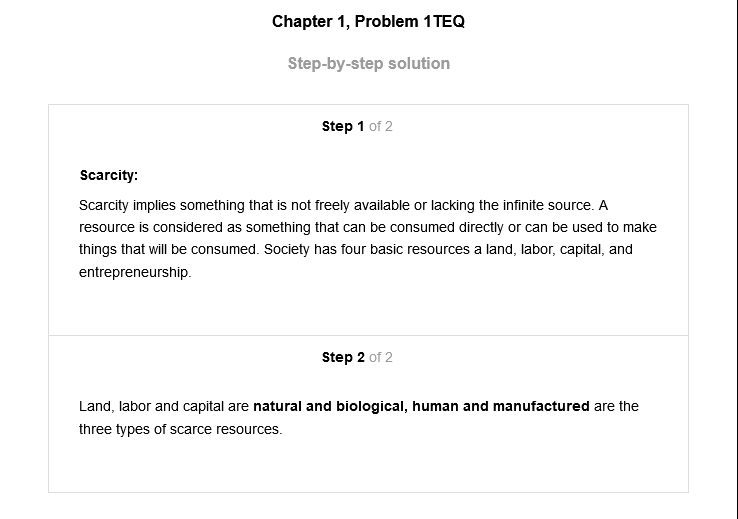 Chapter 1, Problem 1TEQ
Step-by-step solution
Step 1 of 2
Scarcity:
Scarcity implies something that is not freely available or lacking the infinite source. A
resource is considered as something that can be consumed directly or can be used to make
things that will be consumed. Society has four basic resources a land, labor, capital, and
entrepreneurship.
Step 2 of 2
Land, labor and capital are natural and biological, human and manufactured are the
three types of scarce resources.